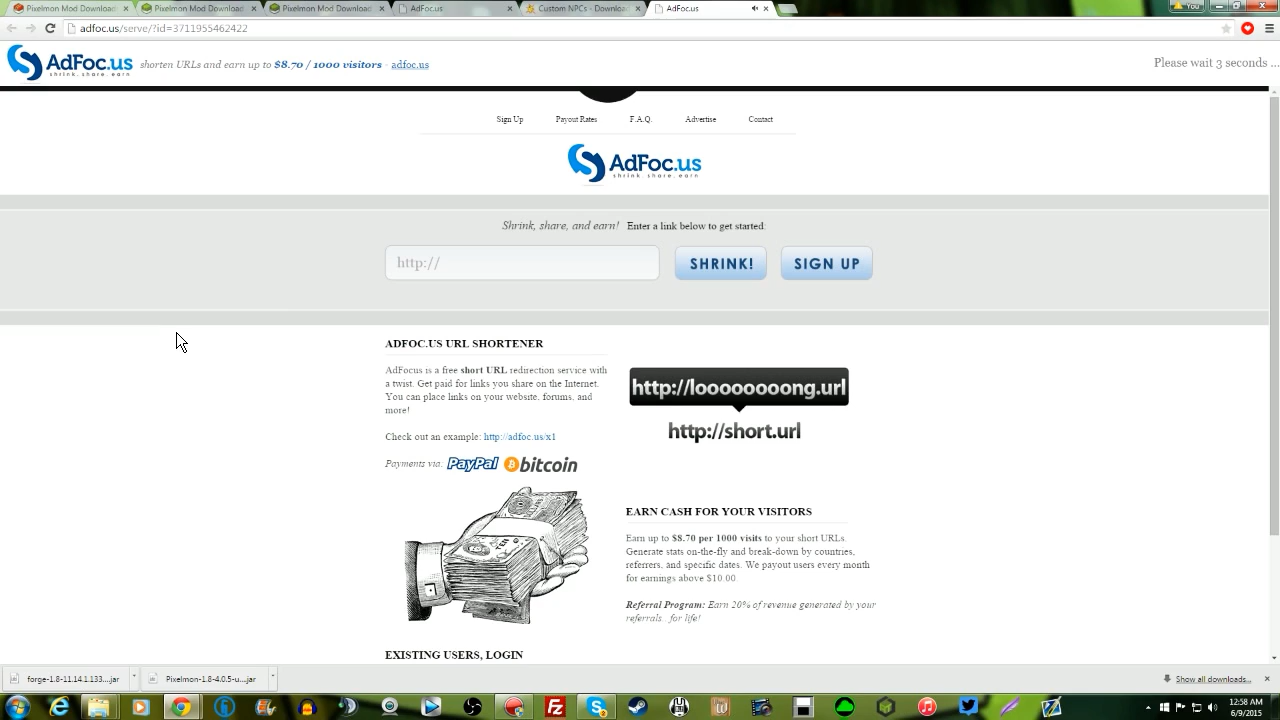 Pixelmon Mod Download
Pixelmon Mod Download
Pixelmon Mod Download
AdFoc.us
Custom NPCs - Downloa
AdFoc.us
You
adfoc.us/serve/?id=3711955462422
AdFoc.us
shrink. share. earn
shorten URLs and earn up to $8.70 / 1000 visitors - adfoc.us
Please wait 3 seconds ...
Sign Up
Payout Rates
F.A.Q.
Advertise
Contact
AdFoc.us
shrink. share. earn
Shrink, share, and earn! Enter a link below to get started.
http://
SHRINK!
SIGN UP
ADFOC.US URL SHORTENER
AdFocus is a free short URL redirection service with
a twist. Get paid for links you share on the Internet.
You can place links on your website, forums, and
more!
Check out an example: http://adfoc.us/x1
Payments via: PayPal bitcoin
http://looooooong.url
http://short.url
EARN CASH FOR YOUR VISITORS
Earn up to $8.70 per 1000 visits to your short URLs.
Generate stats on-the-fly and break-down by countries,
referrers, and specific dates. We payout users every month
for earnings above $10.00.
Referral Program: Earn 20% of revenue generated by your
referrals.. for life!
EXISTING USERS, LOGIN
forge-1.8-11.14.1.133....jar
Pixelmon-1.8-4.0.5-u....jar
Show all downloads...
12:58 AM
6/9/2015